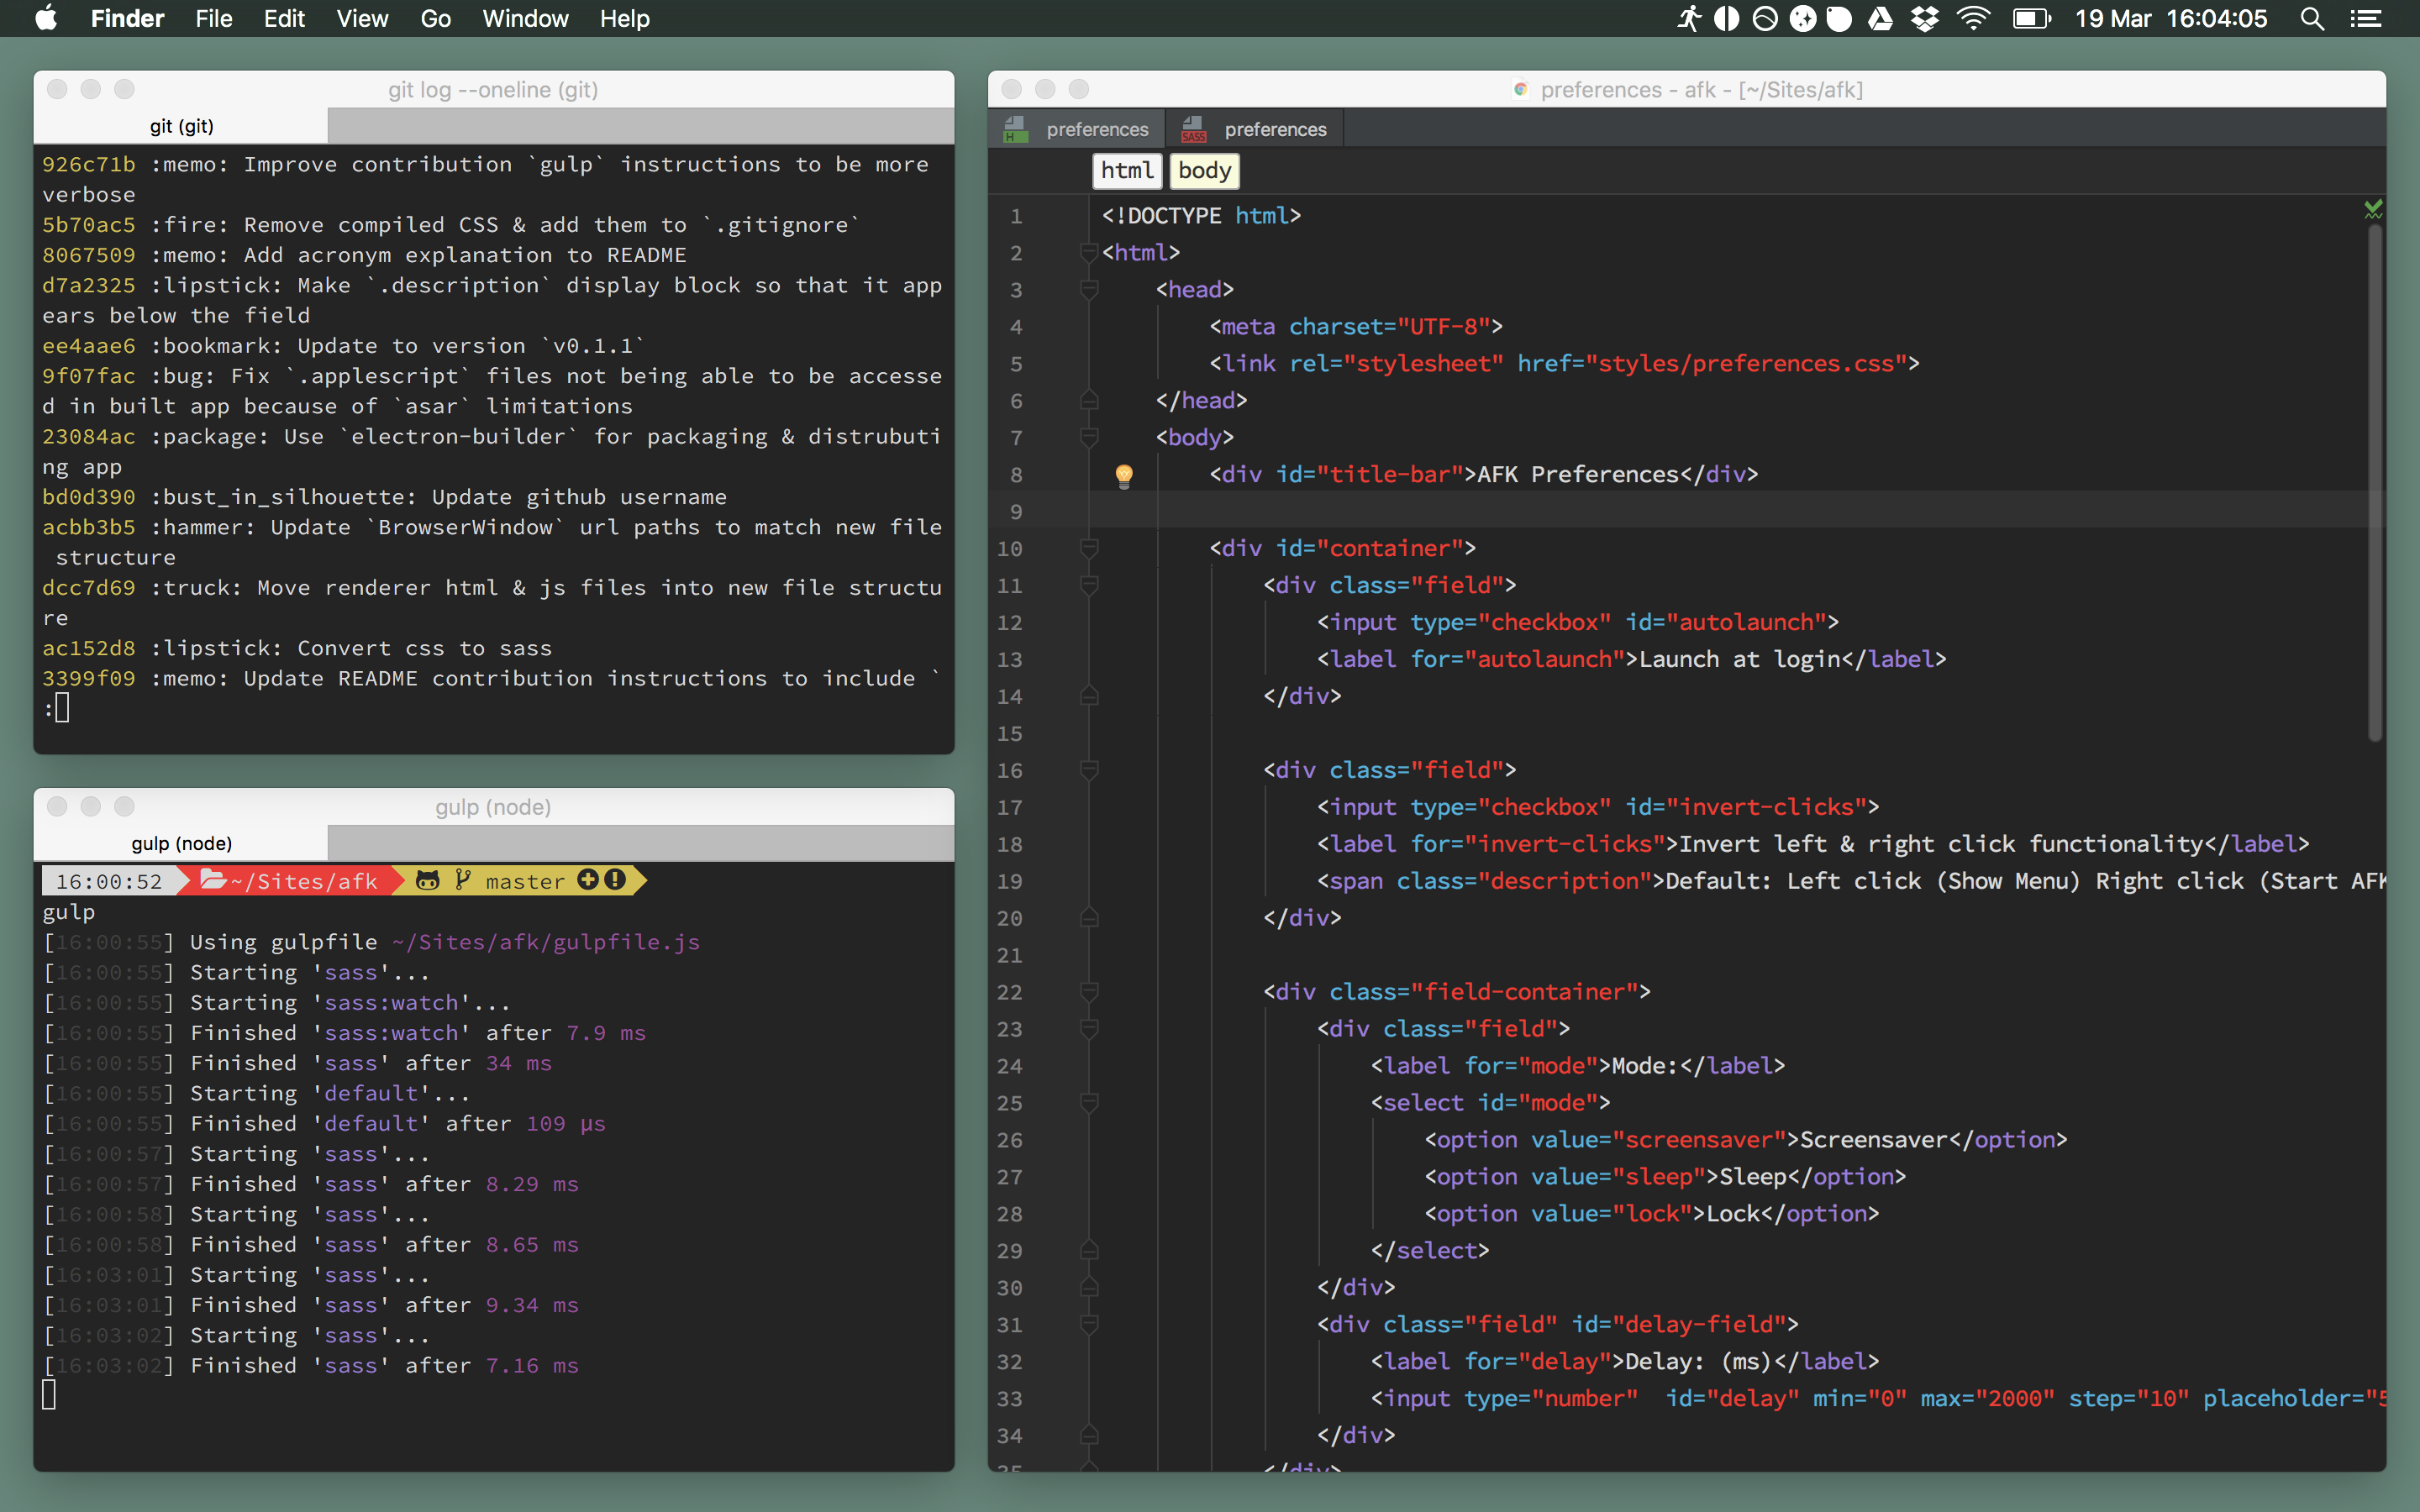 Finder File Edit View Go Window Help
19 Mar 16:04:05
git log --oneline (git)
git (git)
926c71b :memo: Improve contribution `gulp` instructions to be more
verbose
5b70ac5 :fire: Remove compiled CSS & add them to `.gitignore`
8067509 :memo: Add acronym explanation to README
d7a2325 :lipstick: Make `.description` display block so that it app
ears below the field
ee4aae6 :bookmark: Update to version `v0.1.1`
9f07fac :bug: Fix `.applescript` files not being able to be accesse
d in built app because of `asar` limitations
23084ac :package: Use `electron-builder` for packaging & distrubuti
ng app
bd0d390 :bust_in_silhouette: Update github username
acbb3b5 :hammer: Update `BrowserWindow` url paths to match new file
 structure
dcc7d69 :truck: Move renderer html & js files into new file structu
re
ac152d8 :lipstick: Convert css to sass
3399f09 :memo: Update README contribution instructions to include `
:
gulp (node)
gulp (node)
16:00:52 ~/Sites/afk master
gulp
[16:00:55] Using gulpfile ~/Sites/afk/gulpfile.js
[16:00:55] Starting 'sass'...
[16:00:55] Starting 'sass:watch'...
[16:00:55] Finished 'sass:watch' after 7.9 ms
[16:00:55] Finished 'sass' after 34 ms
[16:00:55] Starting 'default'...
[16:00:55] Finished 'default' after 109 μs
[16:00:57] Starting 'sass'...
[16:00:57] Finished 'sass' after 8.29 ms
[16:00:58] Starting 'sass'...
[16:00:58] Finished 'sass' after 8.65 ms
[16:03:01] Starting 'sass'...
[16:03:01] Finished 'sass' after 9.34 ms
[16:03:02] Starting 'sass'...
[16:03:02] Finished 'sass' after 7.16 ms
preferences - afk - [~/Sites/afk]
H preferences SASS preferences
html body
1 <!DOCTYPE html>
2 <html>
3 <head>
4 <meta charset="UTF-8">
5 <link rel="stylesheet" href="styles/preferences.css">
6 </head>
7 <body>
8 <div id="title-bar">AFK Preferences</div>
9
10 <div id="container">
11 <div class="field">
12 <input type="checkbox" id="autolaunch">
13 <label for="autolaunch">Launch at login</label>
14 </div>
15
16 <div class="field">
17 <input type="checkbox" id="invert-clicks">
18 <label for="invert-clicks">Invert left & right click functionality</label>
19 <span class="description">Default: Left click (Show Menu) Right click (Start AFK
20 </div>
21
22 <div class="field-container">
23 <div class="field">
24 <label for="mode">Mode:</label>
25 <select id="mode">
26 <option value="screensaver">Screensaver</option>
27 <option value="sleep">Sleep</option>
28 <option value="lock">Lock</option>
29 </select>
30 </div>
31 <div class="field" id="delay-field">
32 <label for="delay">Delay: (ms)</label>
33 <input type="number"  id="delay" min="0" max="2000" step="10" placeholder="5
34 </div>
35 </div>